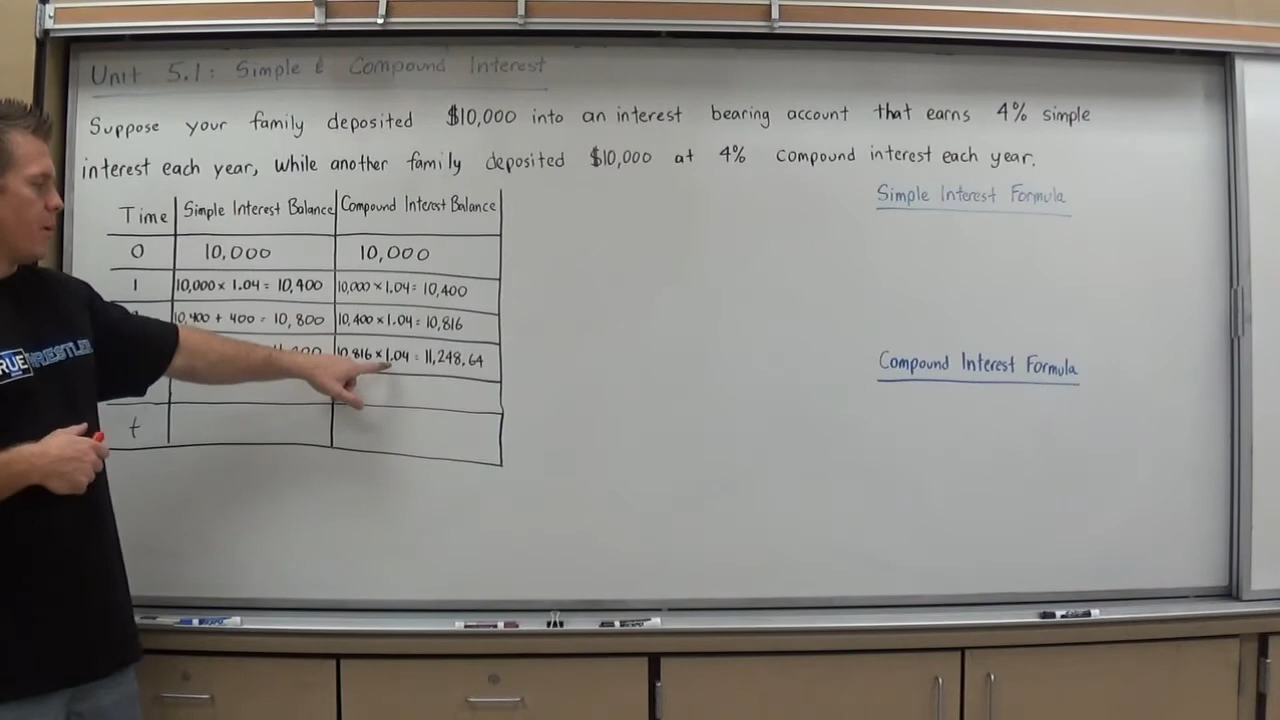 Unit 5.1: Simple & Compound Interest
Suppose your family deposited $10,000 into an interest bearing account that earns 4% simple
interest each year, while another family deposited $10,000 at 4% compound interest each year.
Time Simple Interest Balance Compound Interest Balance
0 10,000 10,000
1 10,000 × 1.04 = 10,400 10,000 × 1.04 = 10,400
10,400 + 400 = 10,800 10,400 × 1.04 = 10,816
10,816 × 1.04 = 11,248.64
t
Simple Interest Formula
Compound Interest Formula